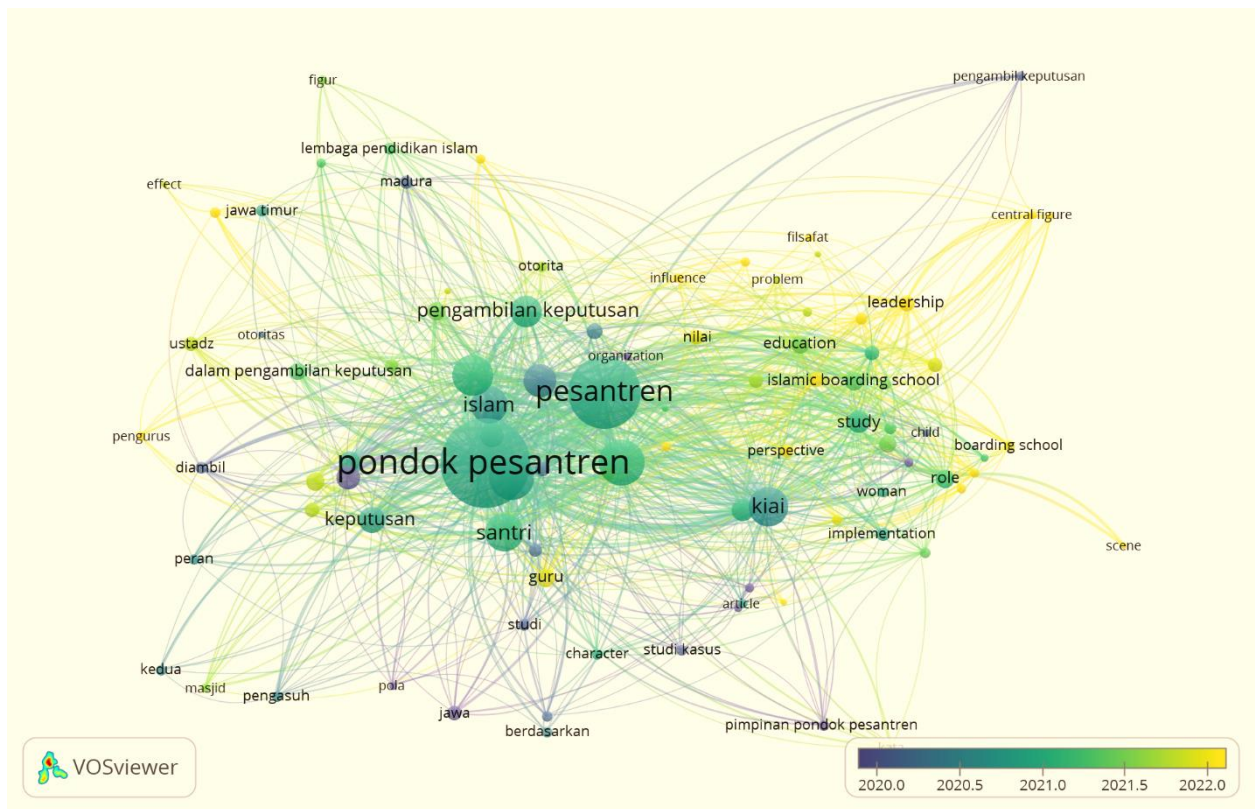 pengambil keputusan
figur
lembaga pendidikan islam
madura
effect
jawa timur
central figure
filsafat
otorita
influence
problem
leadership
pengambilan keputusan
otoritas
ustadz
nilai
education
organization
dalam pengambilan keputusan
islamic boarding school
pesantren
islam
study
child
pengurus
boarding school
perspective
diambil
pondok pesantren
role
woman
kiai
keputusan
santri
implementation
scene
peran
guru
article
studi
character
studi kasus
kedua
masjid
pengasuh
pola
jawa
berdasarkan
pimpinan pondok pesantren
kata
VOSviewer
2020.0 2020.5 2021.0 2021.5 2022.0